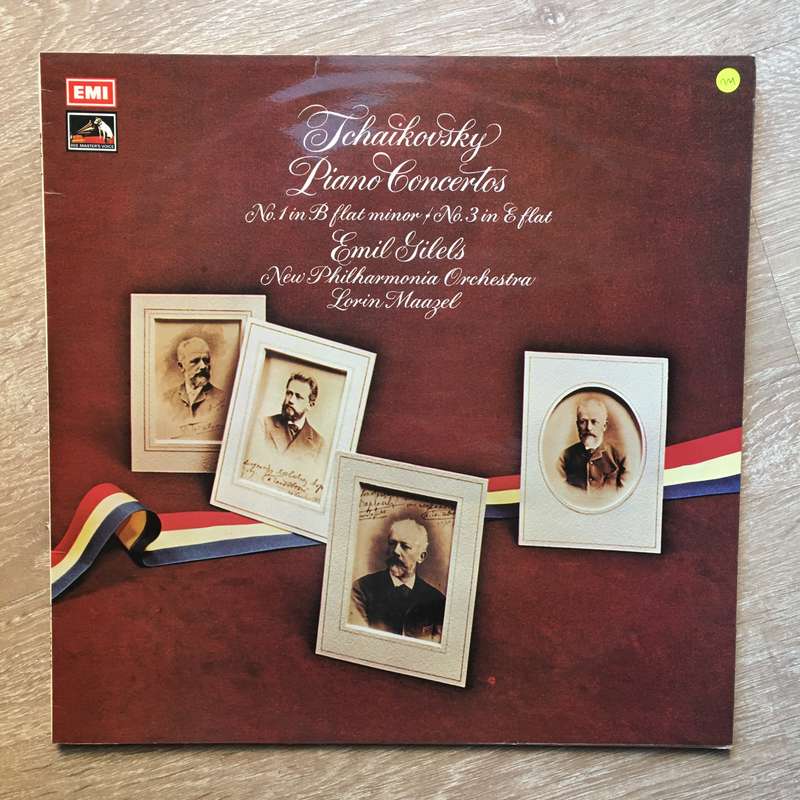 EMI
HIS MASTER'S VOICE
Tchaikovsky
Piano Concertos
No. 1 in B flat minor / No. 3 in E flat
Emil Gilels
New Philharmonia Orchestra
Lorin Maazel